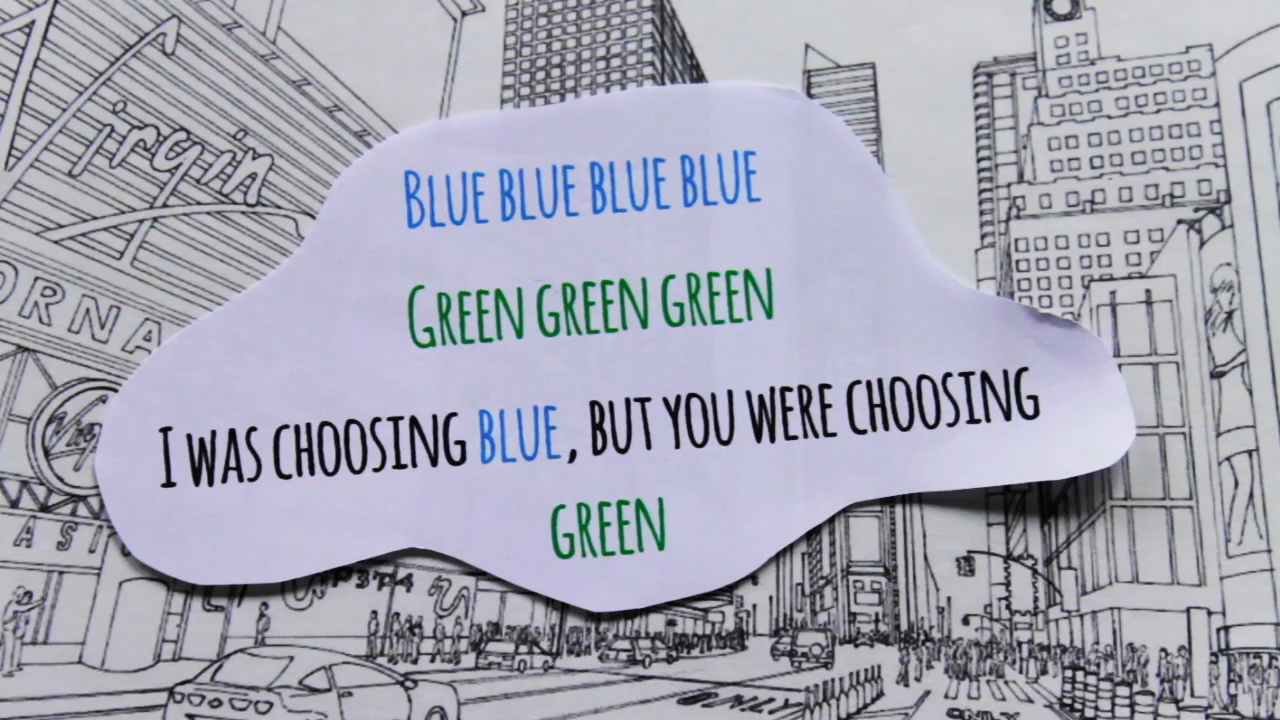 Virgin
ORNA
BLUE BLUE BLUE BLUE
GREEN GREEN GREEN
I WAS CHOOSING BLUE, BUT YOU WERE CHOOSING
GREEN
ASI
ONLY
ONLY